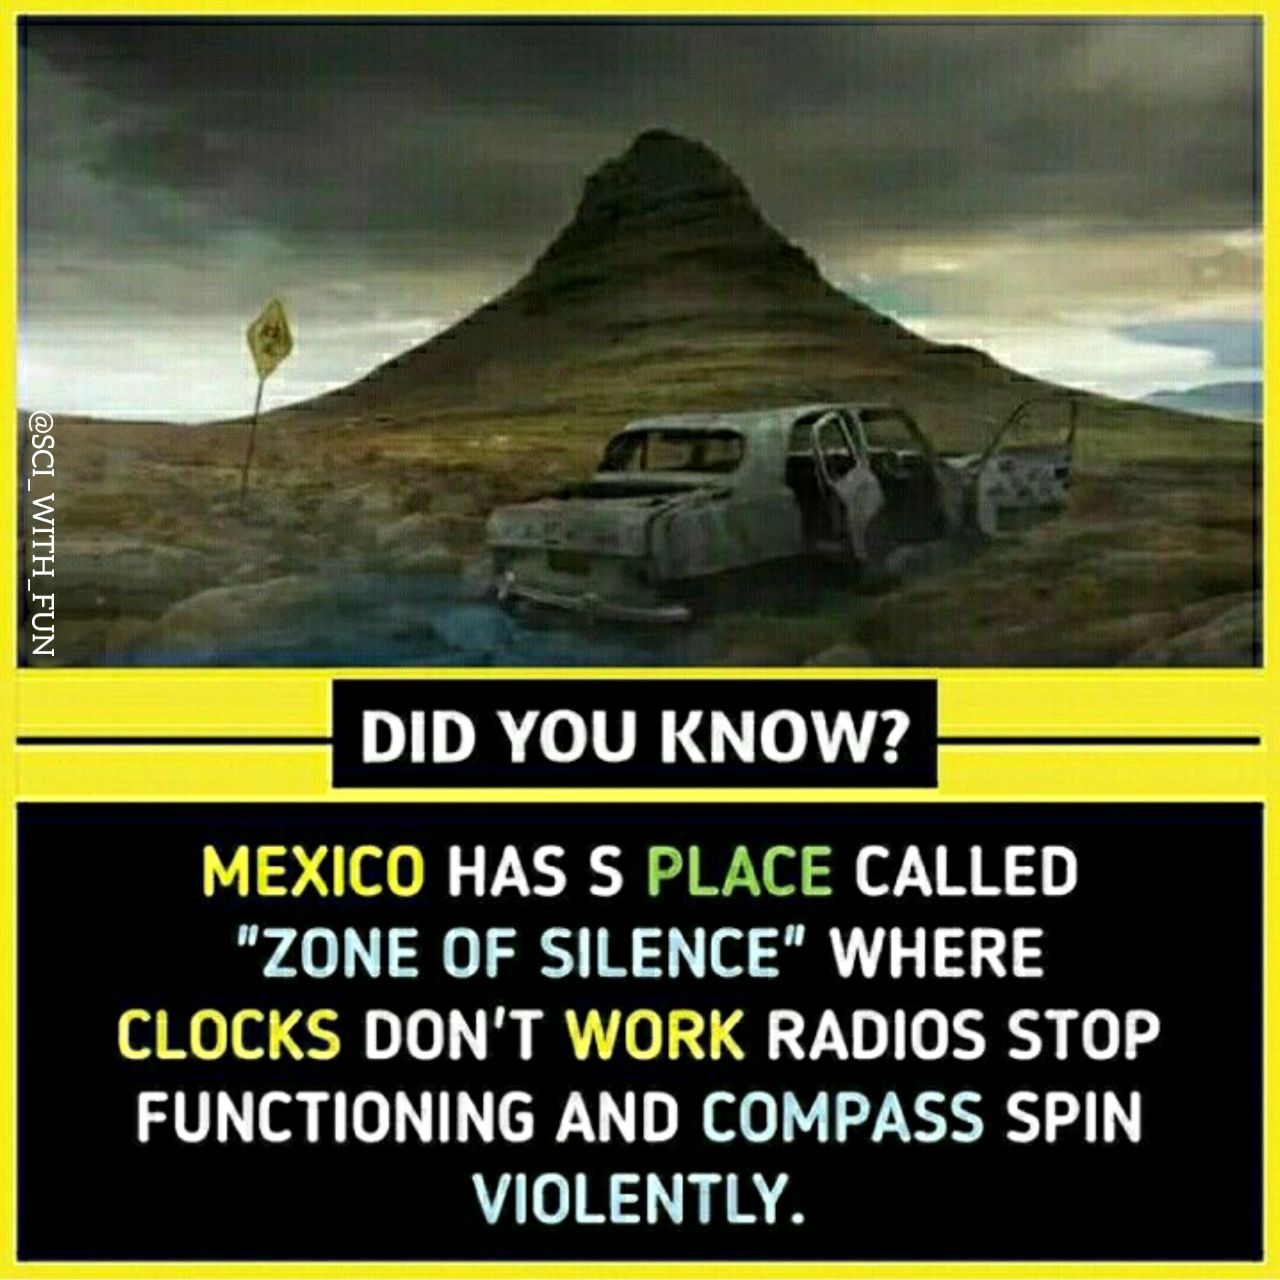 @SCI_WITH_FUN
DID YOU KNOW?
MEXICO HAS S PLACE CALLED
"ZONE OF SILENCE" WHERE
CLOCKS DON'T WORK RADIOS STOP
FUNCTIONING AND COMPASS SPIN
VIOLENTLY.